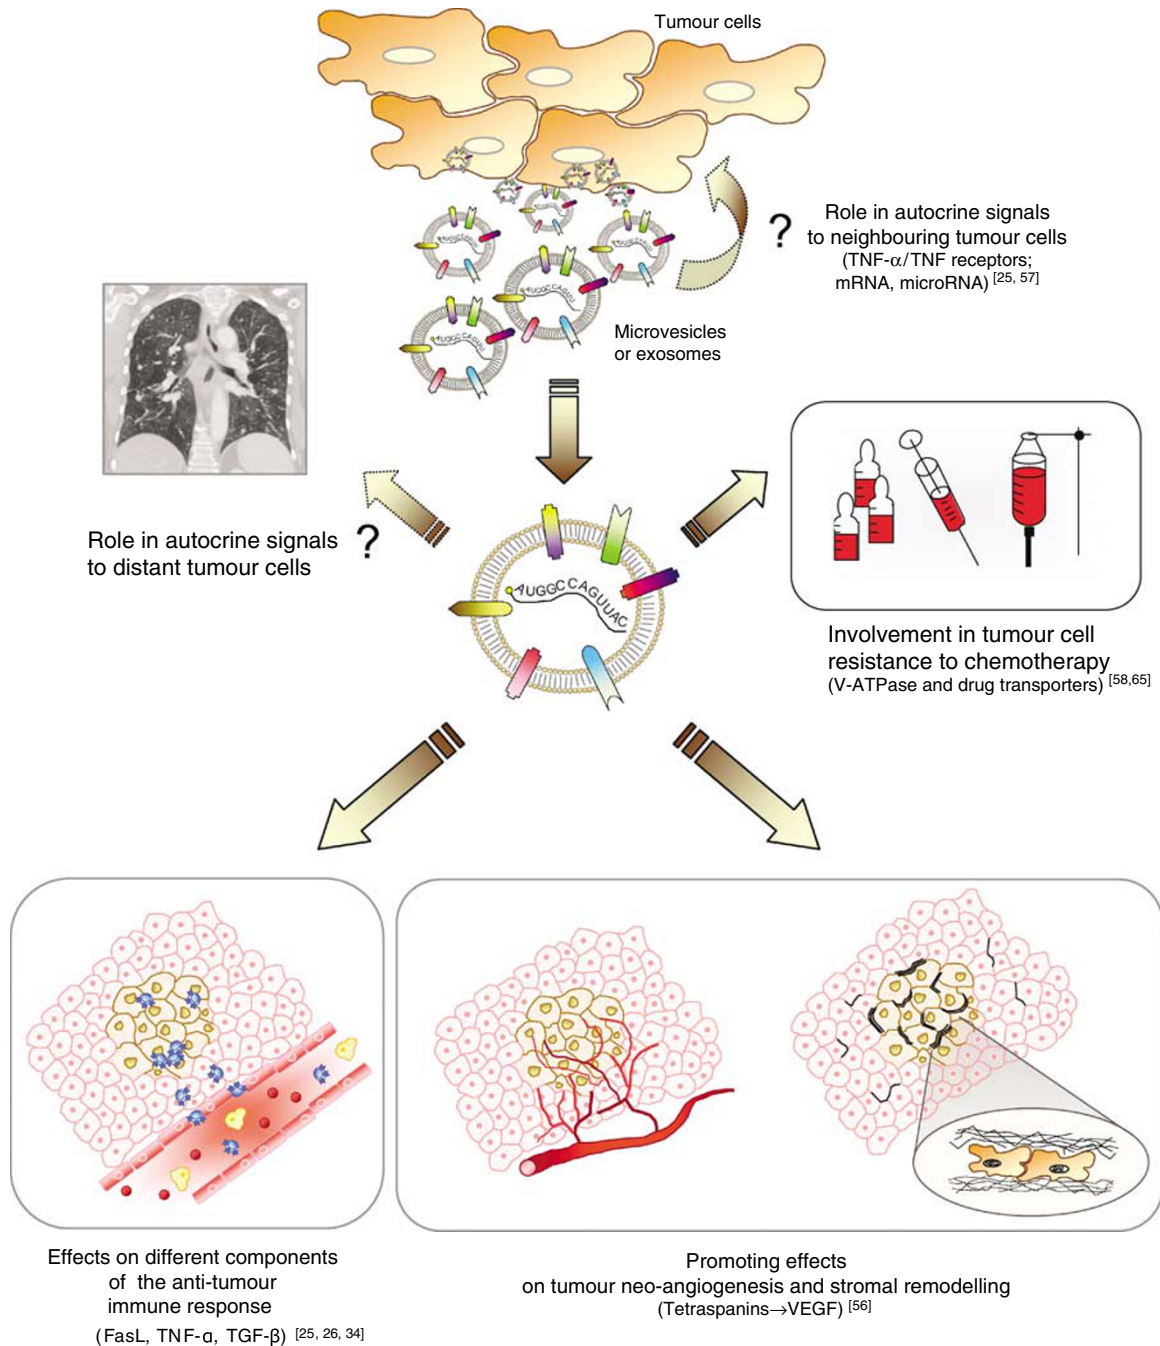 Tumour cells
?
Role in autocrine signals
to neighbouring tumour cells
(TNF-α/TNF receptors;
mRNA, microRNA) [25, 57]
Microvesicles
or exosomes
Role in autocrine signals
to distant tumour cells
?
AUGGCCAGUUAC
Involvement in tumour cell
resistance to chemotherapy
(V-ATPase and drug transporters) [58,65]
Effects on different components
of the anti-tumour
immune response
(FasL, TNF-α, TGF-β) [25, 26, 34]
Promoting effects
on tumour neo-angiogenesis and stromal remodelling
(Tetraspanins→VEGF) [56]